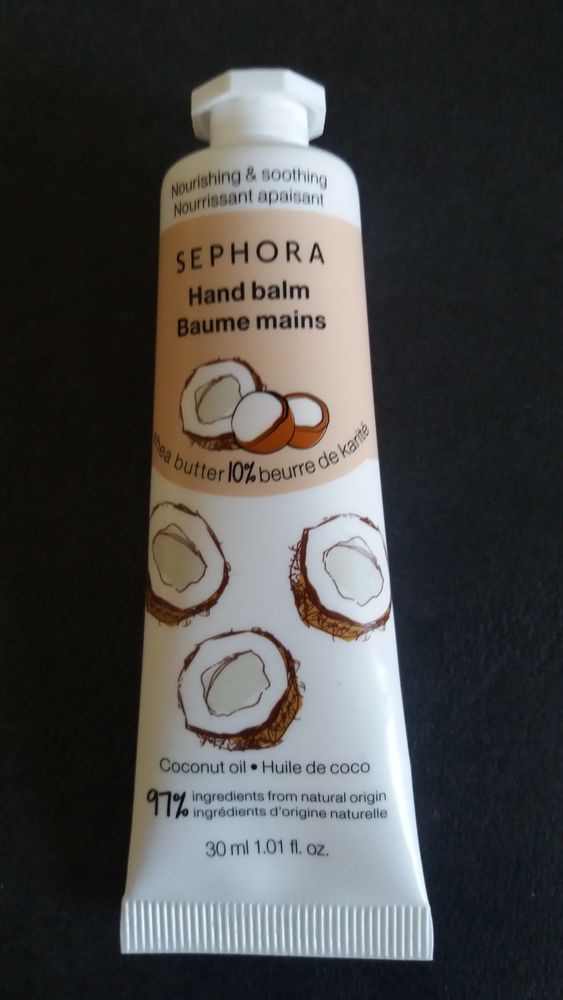 Nourishing & soothing
Nourrissant apaisant
SEPHORA
Hand balm
Baume mains
shea butter 10% beurre de karité
Coconut oil • Huile de coco
97% ingredients from natural origin
ingrédients d'origine naturelle
30 ml 1.01 fl. oz.